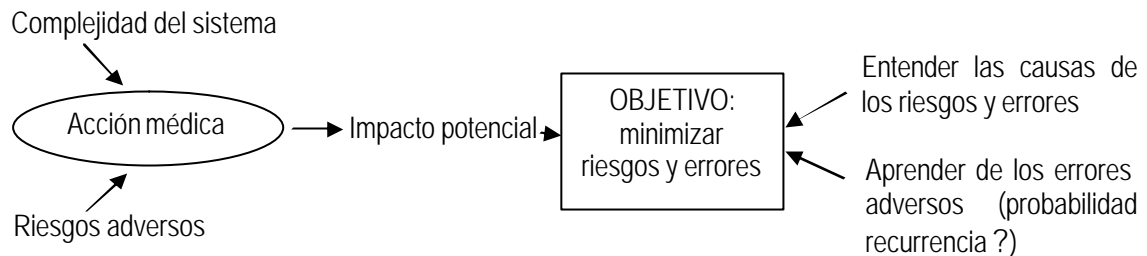 Complejidad del sistema
Acción médica
Riesgos adversos
Impacto potencial
OBJETIVO:
minimizar
riesgos y errores
Entender las causas de
los riesgos y errores
Aprender de los errores
adversos (probabilidad
recurrencia ?)